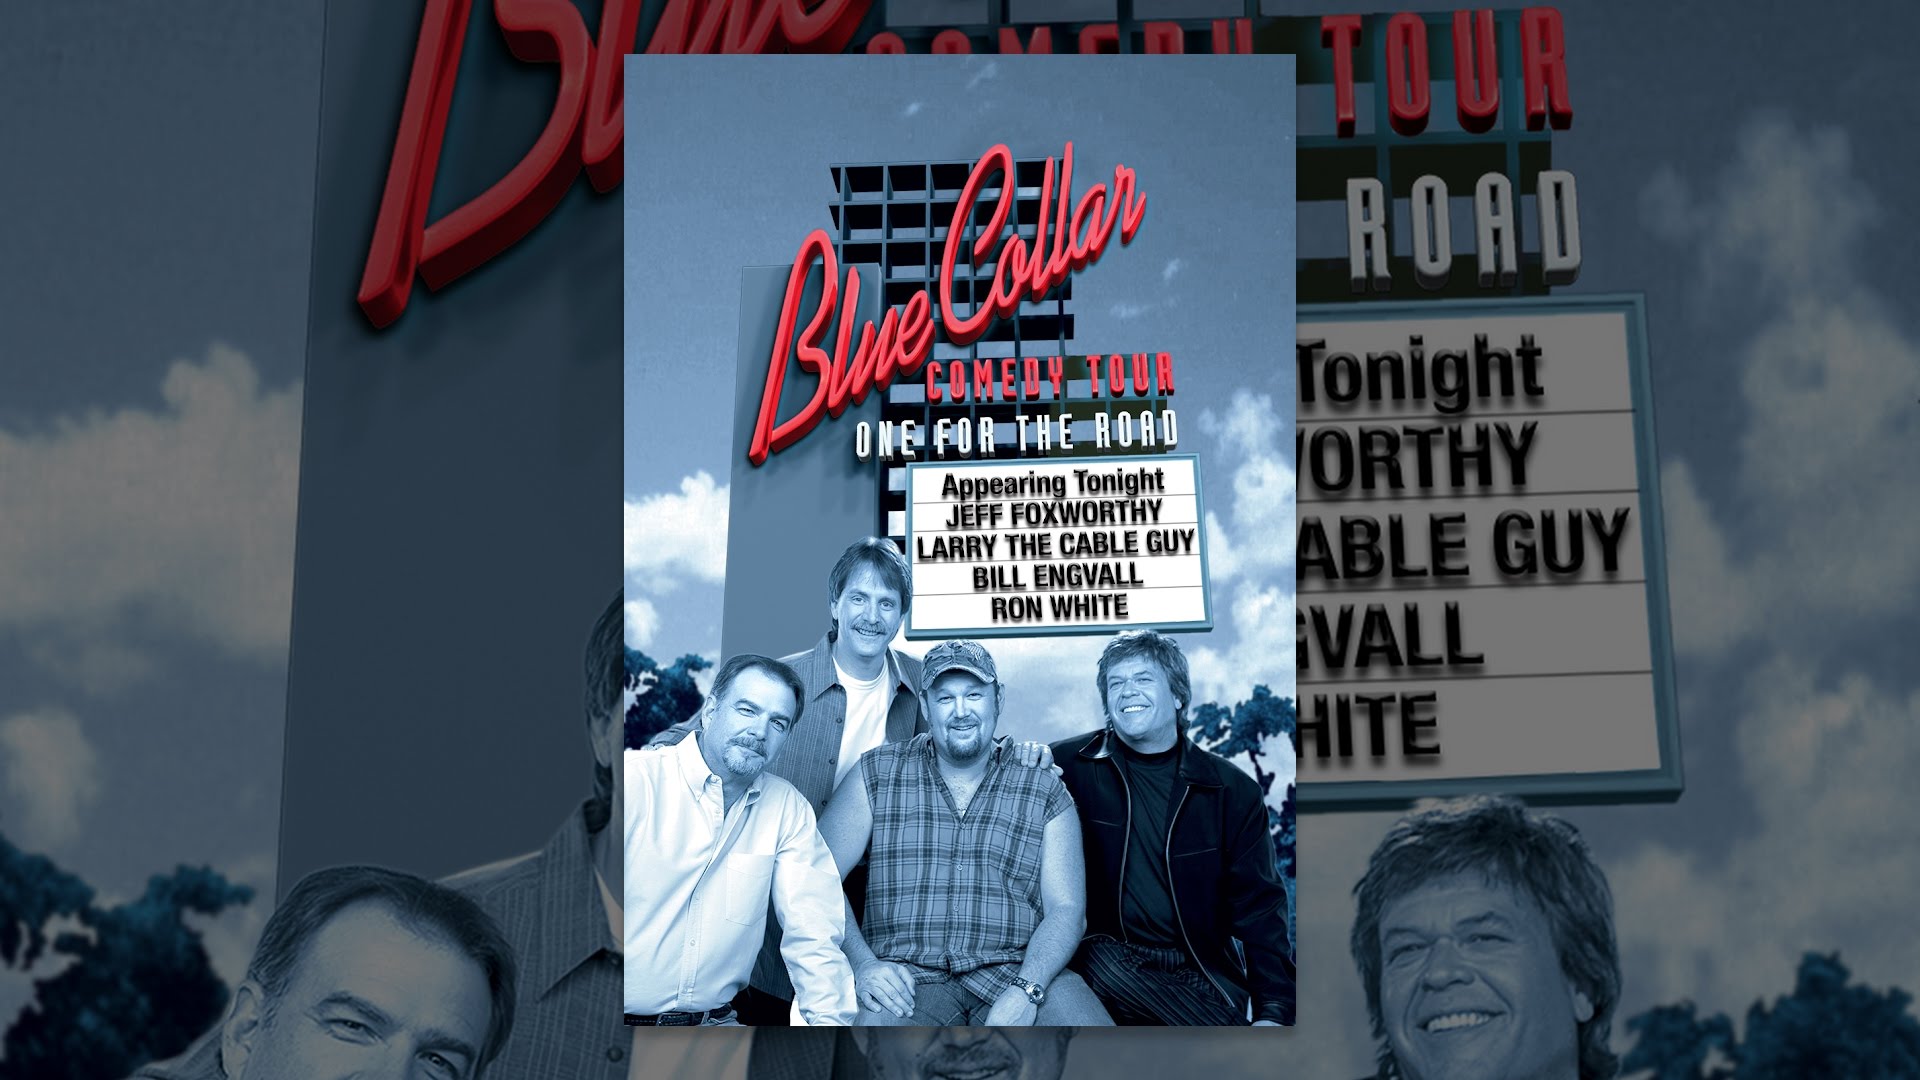 Blue Collar
COMEDY TOUR
ONE FOR THE ROAD
Appearing Tonight
JEFF FOXWORTHY
LARRY THE CABLE GUY
BILL ENGVALL
RON WHITE
Blue
COMEDY TOUR
ROAD
Tonight
WORTHY
ABLE GUY
GVALL
HITE